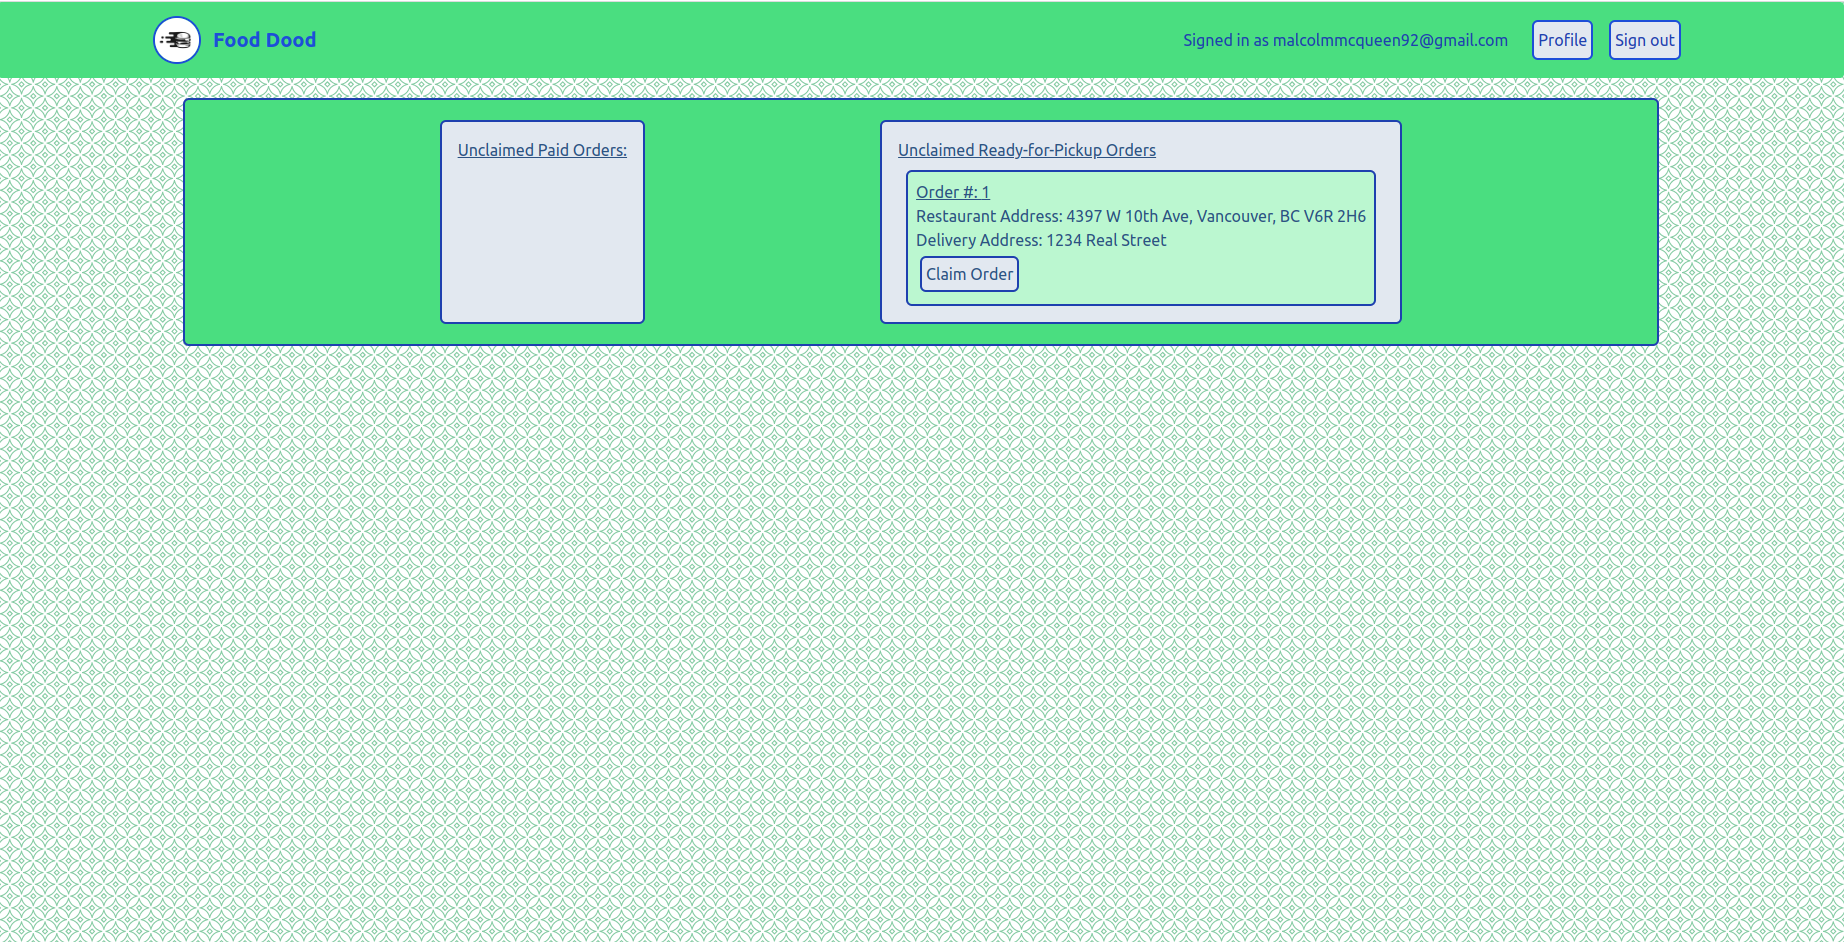 Food Dood
Signed in as malcolmmcqueen92@gmail.com
Profile
Sign out
Unclaimed Paid Orders:
Unclaimed Ready-for-Pickup Orders
Order #: 1
Restaurant Address: 4397 W 10th Ave, Vancouver, BC V6R 2H6
Delivery Address: 1234 Real Street
Claim Order